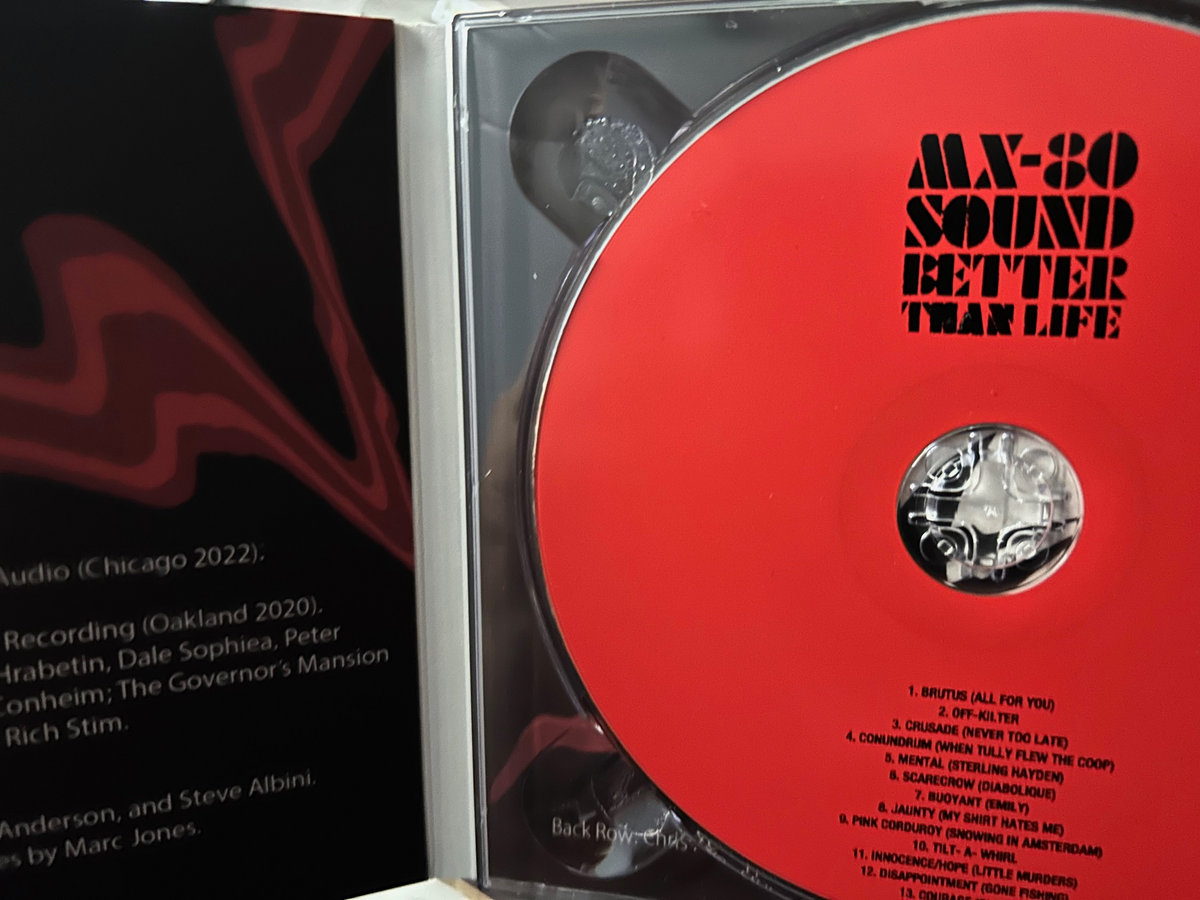 Audio (Chicago 2022).
Recording (Oakland 2020).
Hrabetin, Dale Sophiea, Peter
Conheim; The Governor's Mansion
Rich Stim.
Anderson, and Steve Albini.
es by Marc Jones.
MX-80
SOUND
BETTER
THAN LIFE
1. BRUTUS (ALL FOR YOU)
2. OFF-KILTER
3. CRUSADE (NEVER TOO LATE)
4. CONUNDRUM (WHEN TULLY FLEW THE COOP)
5. MENTAL (STERLING HAYDEN)
6. SCARECROW (DIABOLIQUE)
7. BUOYANT (EMILY)
8. JAUNTY (MY SHIRT HATES ME)
9. PINK CORDUROY (SNOWING IN AMSTERDAM)
10. TILT- A- WHIRL
11. INNOCENCE/HOPE (LITTLE MURDERS)
12. DISAPPOINTMENT (GONE FISHING)
13. COURAGE
Back Row: Chris